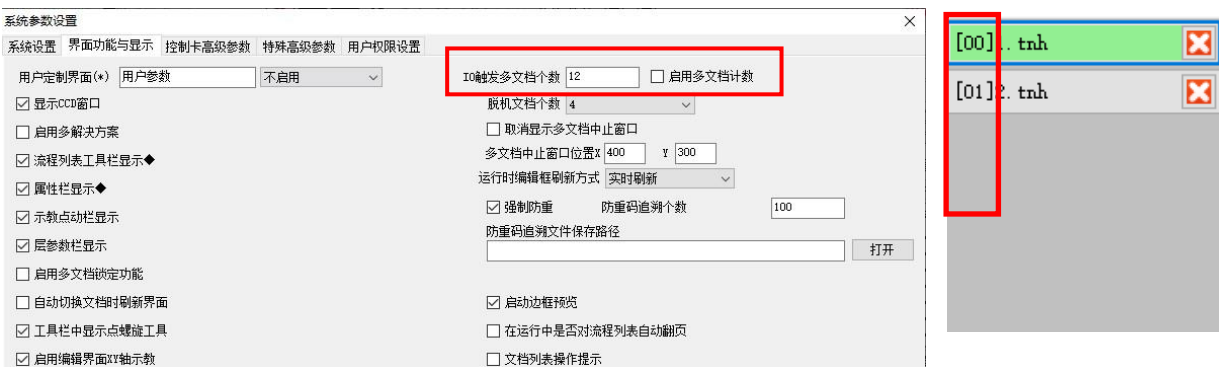 系统参数设置
系统设置 界面功能与显示 控制卡高级参数 特殊高级参数 用户权限设置
用户定制界面(*) 用户参数 不启用
显示CCD窗口
启用多解决方案
流程列表工具栏显示◆
属性栏显示◆
示教点动栏显示
层参数栏显示
启用多文档锁定功能
自动切换文档时刷新界面
工具栏中显示点螺旋工具
启用编辑界面XY轴示教
IO触发多文档个数 12 启用多文档计数
脱机文档个数 4
取消显示多文档中止窗口
多文档中止窗口位置X 400 Y 300
运行时编辑框刷新方式 实时刷新
强制防重 防重码追溯个数 100
防重码追溯文件保存路径
打开
启动边框预览
在运行中是否对流程列表自动翻页
文档列表操作提示
[00]1. tnh
[01]2. tnh